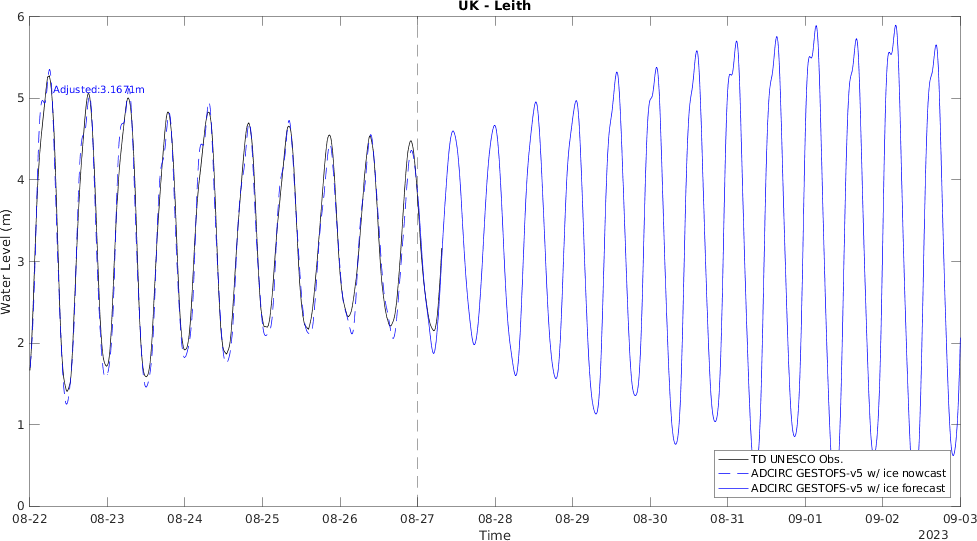 UK - Leith
6
5
4
3
2
1
0
Water Level (m)
Adjusted:3.1671m
TD UNESCO Obs.
ADCIRC GESTOFS-v5 w/ ice nowcast
ADCIRC GESTOFS-v5 w/ ice forecast
08-22 08-23 08-24 08-25 08-26 08-27 08-28 08-29 08-30 08-31 09-01 09-02 09-03
Time
2023